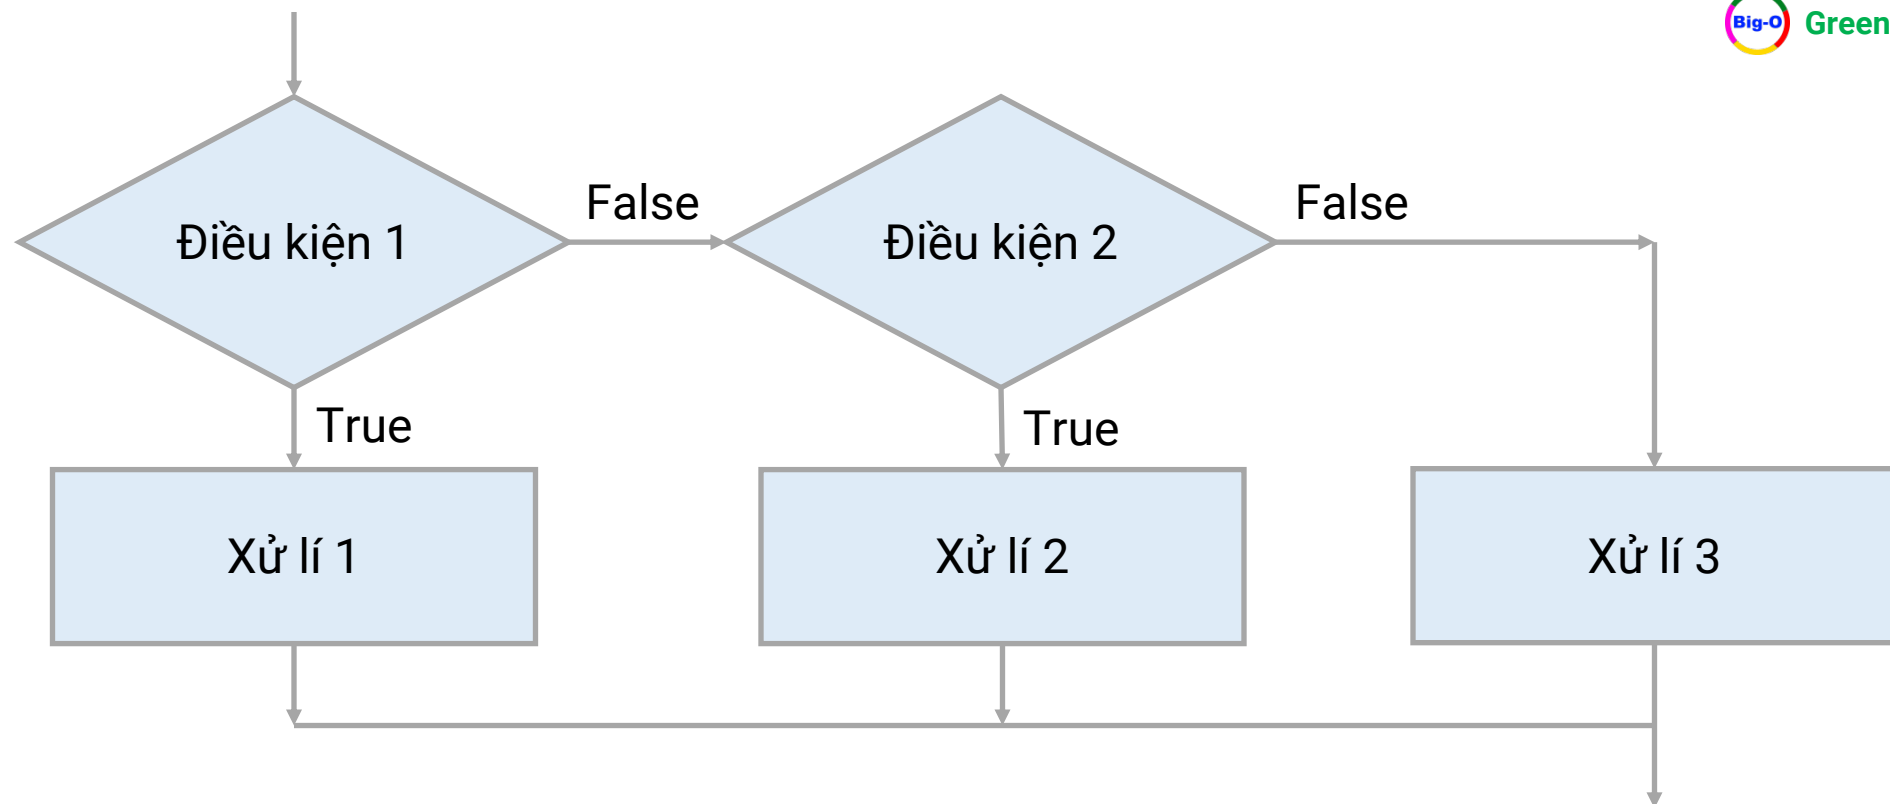 Big-O Green
False
False
Điều kiện 1
Điều kiện 2
True
True
Xử lí 1
Xử lí 2
Xử lí 3